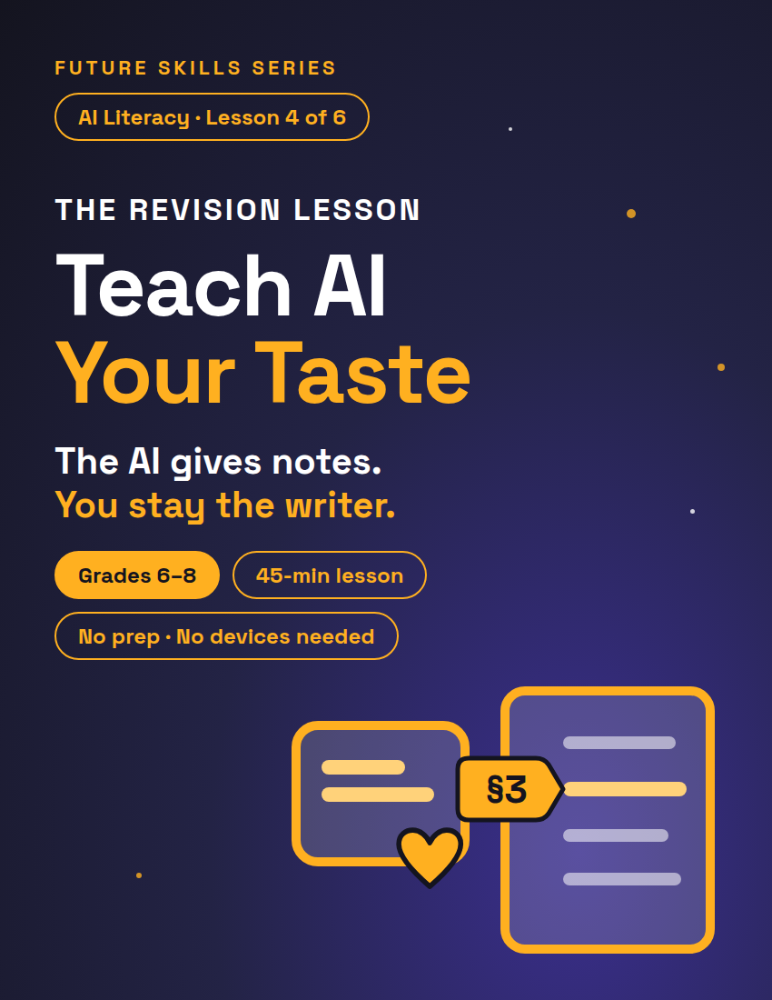 FUTURE SKILLS SERIES
AI Literacy · Lesson 4 of 6
THE REVISION LESSON
Teach AI
Your Taste
The AI gives notes.
You stay the writer.
Grades 6–8
45-min lesson
No prep · No devices needed
§3